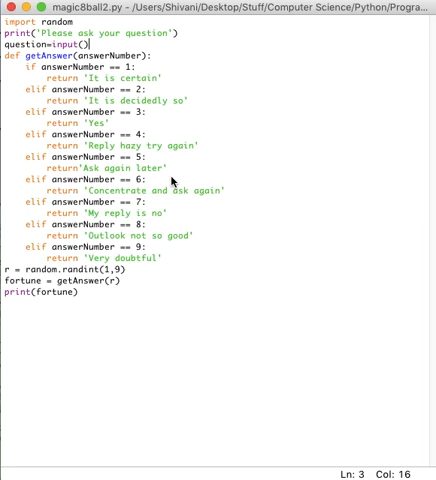 magic8ball2.py - /Users/Shivani/Desktop/Stuff/Computer Science/Python/Progra...
import random
print('Please ask your question')
question=input()
def getAnswer(answerNumber):
    if answerNumber == 1:
        return 'It is certain'
    elif answerNumber == 2:
        return 'It is decidedly so'
    elif answerNumber == 3:
        return 'Yes'
    elif answerNumber == 4:
        return 'Reply hazy try again'
    elif answerNumber == 5:
        return'Ask again later'
    elif answerNumber == 6:
        return 'Concentrate and ask again'
    elif answerNumber == 7:
        return 'My reply is no'
    elif answerNumber == 8:
        return 'Outlook not so good'
    elif answerNumber == 9:
        return 'Very doubtful'
r = random.randint(1,9)
fortune = getAnswer(r)
print(fortune)
Ln: 3 Col: 16